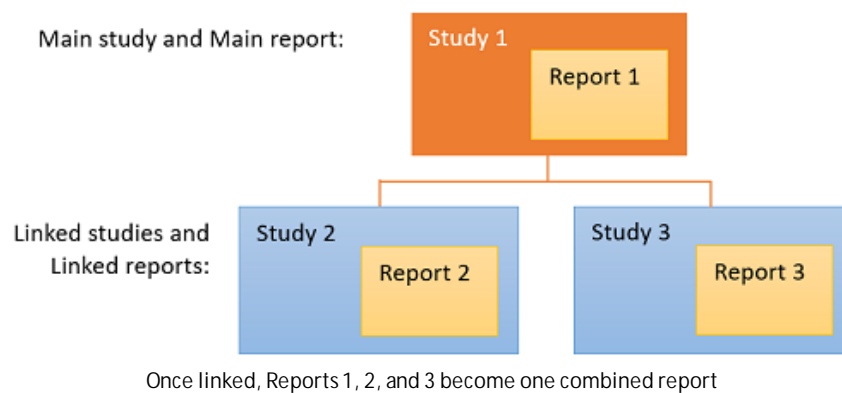 Main study and Main report:
Study 1
Report 1
Linked studies and
Linked reports:
Study 2
Report 2
Study 3
Report 3
Once linked, Reports 1, 2, and 3 become one combined report